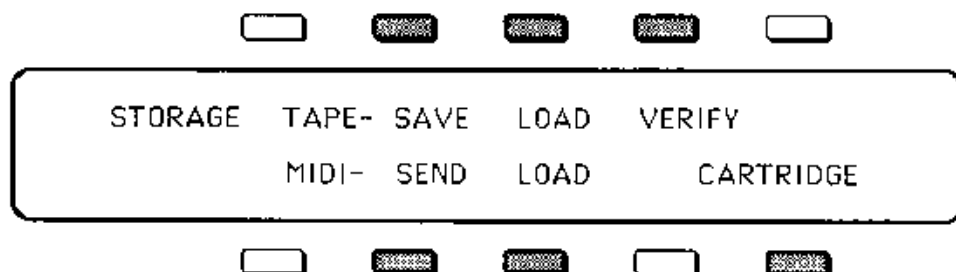 STORAGE TAPE- SAVE LOAD VERIFY
MIDI- SEND LOAD CARTRIDGE